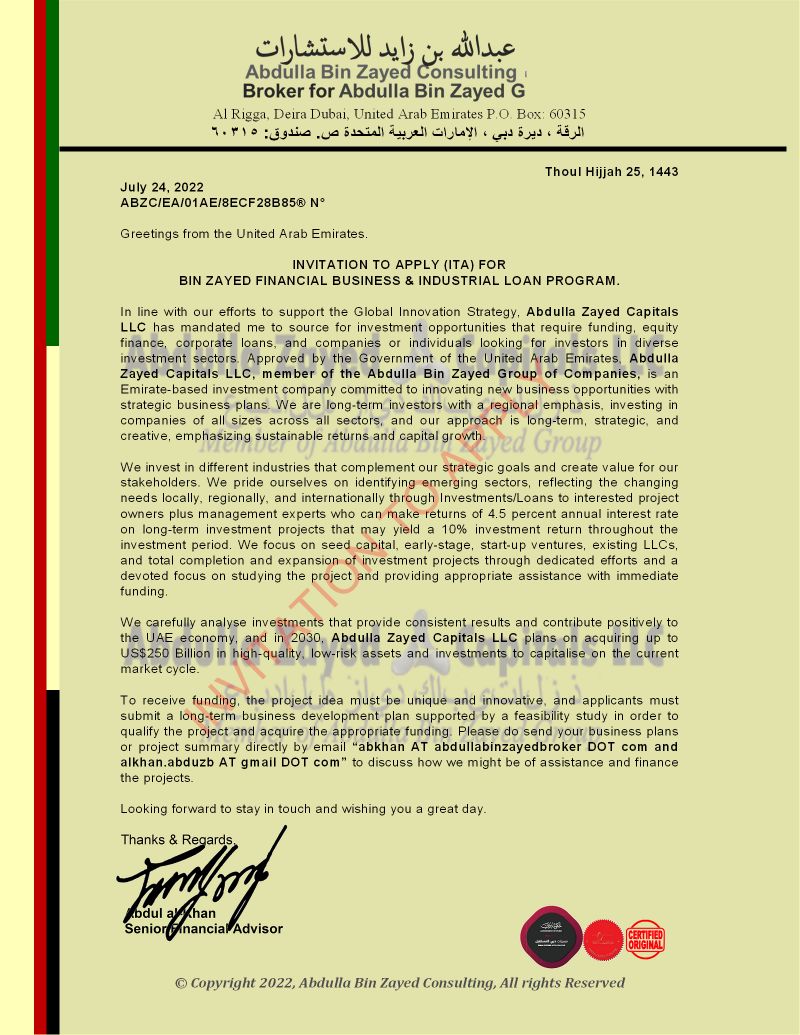 عبدالله بن زايد للاستشارات
Abdulla Bin Zayed Consulting
Broker for Abdulla Bin Zayed G
Al Rigga, Deira Dubai, United Arab Emirates P.O. Box: 60315
الرقة ، ديرة دبي ، الإمارات العربية المتحدة ص. صندوق: ٦٠٣١٥
Thoul Hijjah 25, 1443
July 24, 2022
ABZC/EA/01AE/8ECF28B85® N°
Greetings from the United Arab Emirates.
INVITATION TO APPLY (ITA) FOR
BIN ZAYED FINANCIAL BUSINESS & INDUSTRIAL LOAN PROGRAM.
In line with our efforts to support the Global Innovation Strategy, Abdulla Zayed Capitals
LLC has mandated me to source for investment opportunities that require funding, equity
finance, corporate loans, and companies or individuals looking for investors in diverse
investment sectors. Approved by the Government of the United Arab Emirates, Abdulla
Zayed Capitals LLC, member of the Abdulla Bin Zayed Group of Companies, is an
Emirate-based investment company committed to innovating new business opportunities with
strategic business plans. We are long-term investors with a regional emphasis, investing in
companies of all sizes across all sectors, and our approach is long-term, strategic, and
creative, emphasizing sustainable returns and capital growth.
We invest in different industries that complement our strategic goals and create value for our
stakeholders. We pride ourselves on identifying emerging sectors, reflecting the changing
needs locally, regionally, and internationally through Investments/Loans to interested project
owners plus management experts who can make returns of 4.5 percent annual interest rate
on long-term investment projects that may yield a 10% investment return throughout the
investment period. We focus on seed capital, early-stage, start-up ventures, existing LLCs,
and total completion and expansion of investment projects through dedicated efforts and a
devoted focus on studying the project and providing appropriate assistance with immediate
funding.
We carefully analyse investments that provide consistent results and contribute positively to
the UAE economy, and in 2030, Abdulla Zayed Capitals LLC plans on acquiring up to
US$250 Billion in high-quality, low-risk assets and investments to capitalise on the current
market cycle.
To receive funding, the project idea must be unique and innovative, and applicants must
submit a long-term business development plan supported by a feasibility study in order to
qualify the project and acquire the appropriate funding. Please do send your business plans
or project summary directly by email “abkhan AT abdullabinzayedbroker DOT com and
alkhan.abduzb AT gmail DOT com” to discuss how we might be of assistance and finance
the projects.
Looking forward to stay in touch and wishing you a great day.
Thanks & Regards,
Abdul al-Khan
Senior Financial Advisor
CERTIFIED
ORIGINAL
© Copyright 2022, Abdulla Bin Zayed Consulting, All rights Reserved
INVITATION TO APPLY
Abdulla Zayed Capitals LLC
Member of Abdulla Bin Zayed Group
Abdulla Zayed Capitals LLC
Member of Abdulla Bin Zayed Group